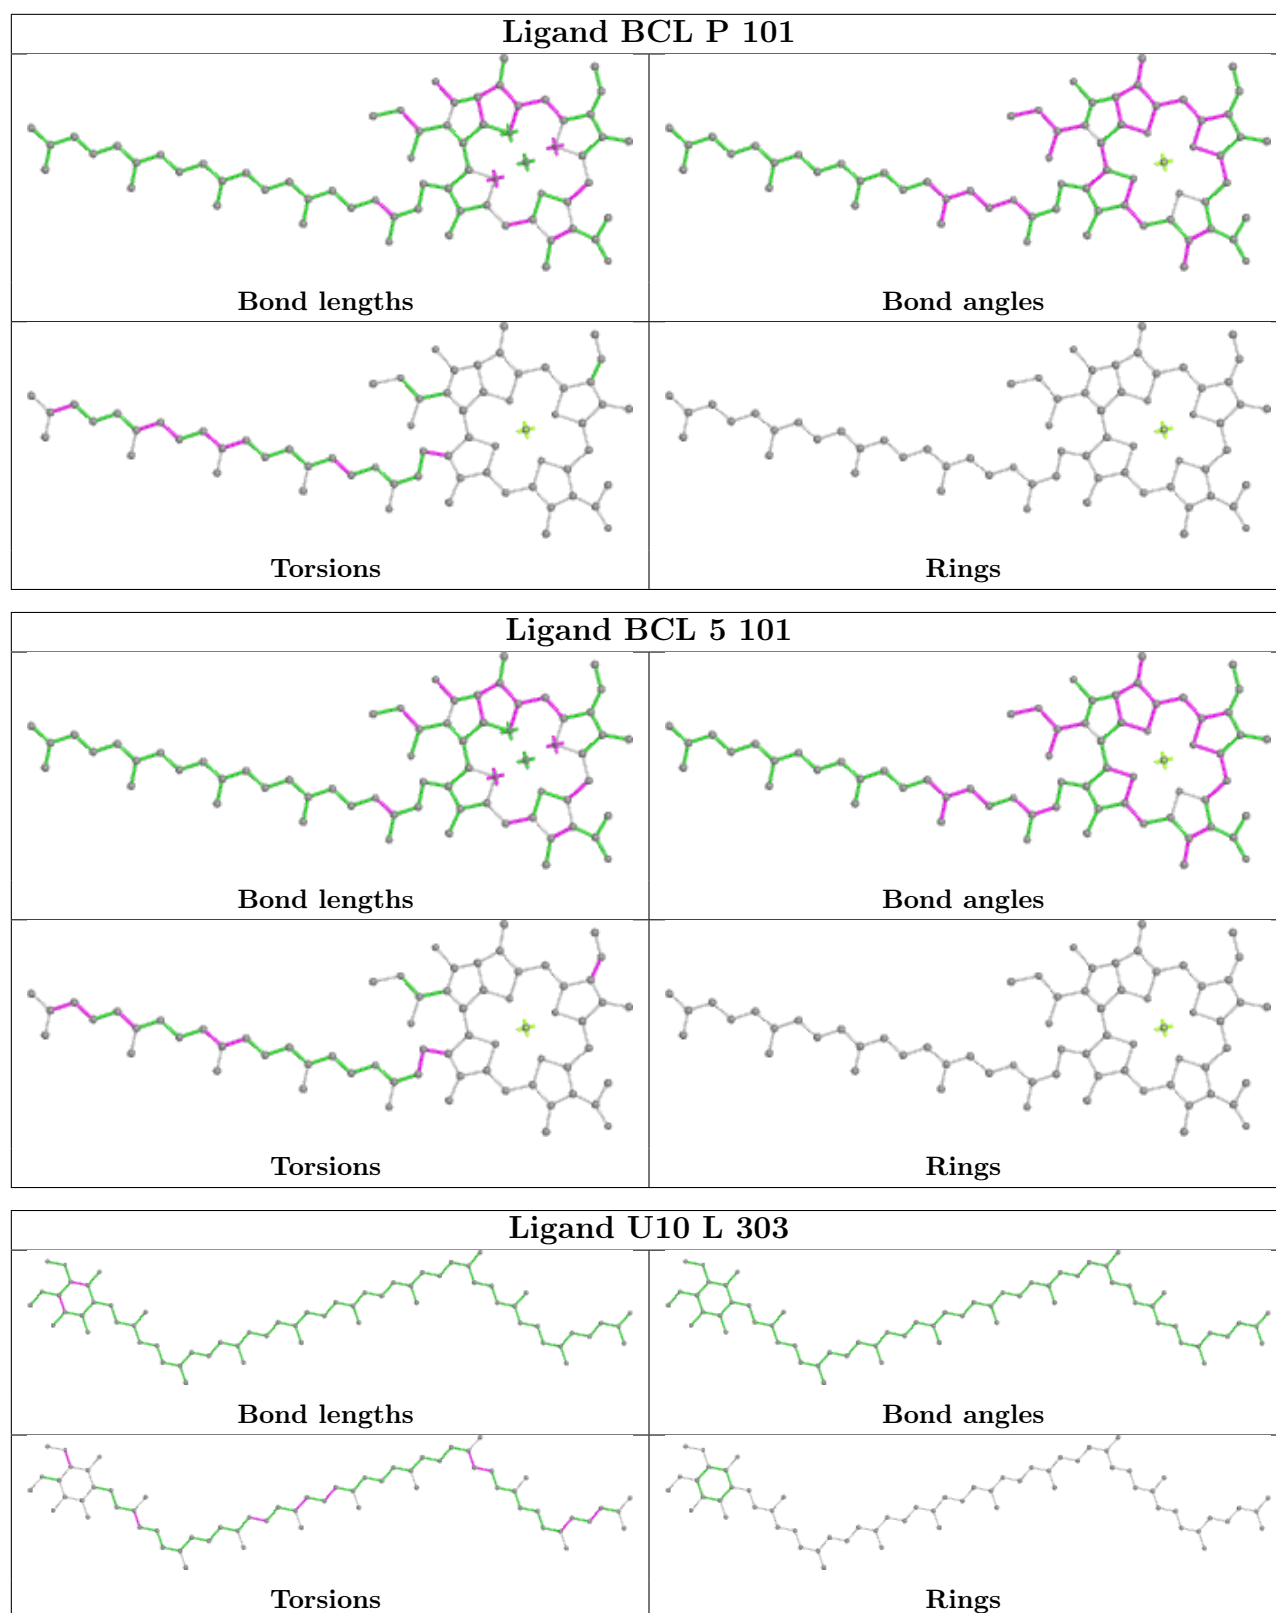 Ligand BCL P 101
Bond lengths
Bond angles
Torsions
Rings
Ligand BCL 5 101
Bond lengths
Bond angles
Torsions
Rings
Ligand U10 L 303
Bond lengths
Bond angles
Torsions
Rings